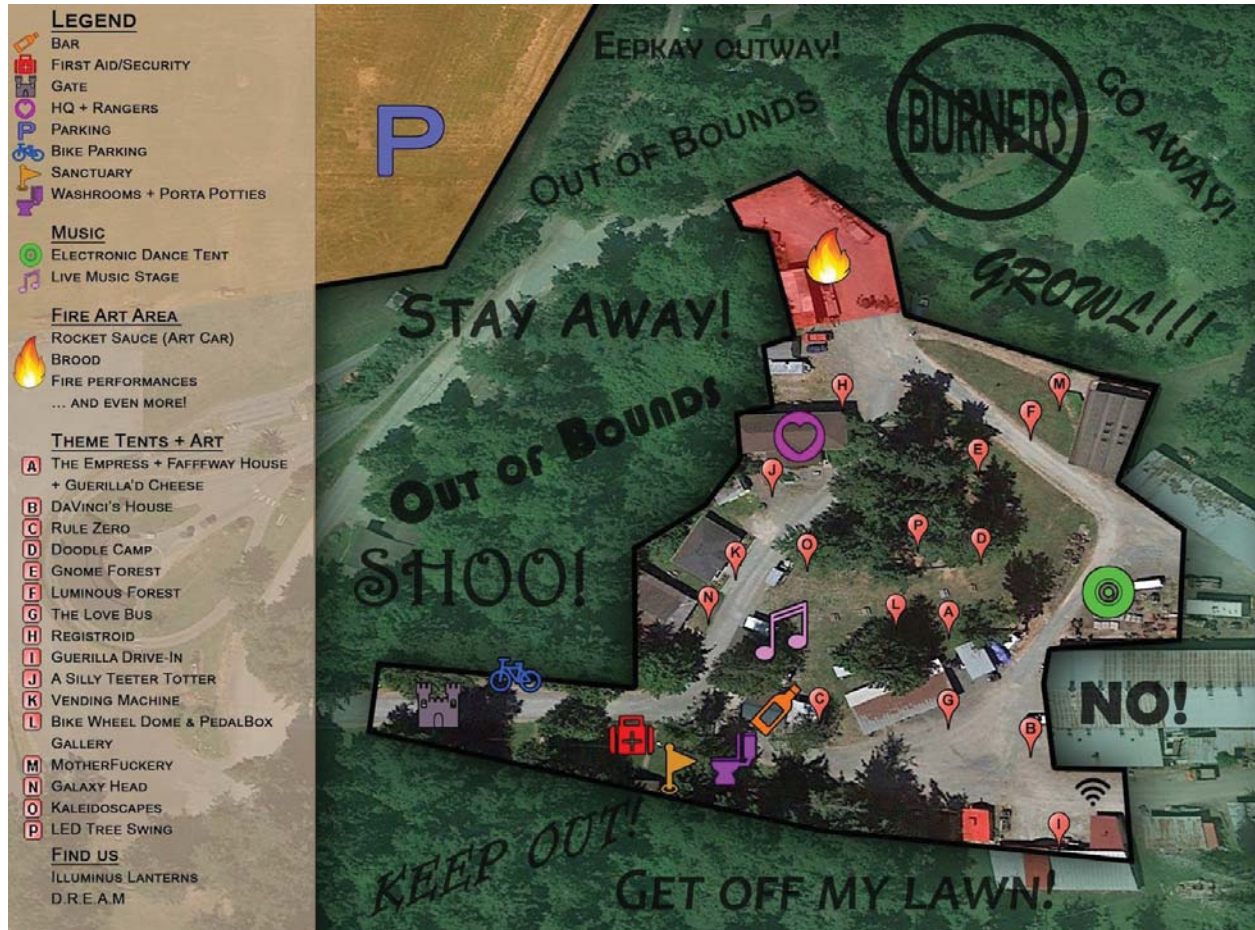 LEGEND
BAR
FIRST AID/SECURITY
GATE
HQ + RANGERS
P PARKING
BIKE PARKING
SANCTUARY
WASHROOMS + PORTA POTTIES
MUSIC
ELECTRONIC DANCE TENT
LIVE MUSIC STAGE
FIRE ART AREA
ROCKET SAUCE (ART CAR)
BROOD
FIRE PERFORMANCES
... AND EVEN MORE!
THEME TENTS + ART
A THE EMPRESS + FAFFFWAY HOUSE
+ GUERILLA'D CHEESE
B DAVINCI'S HOUSE
C RULE ZERO
D DOODLE CAMP
E GNOME FOREST
F LUMINOUS FOREST
G THE LOVE BUS
H REGISTROID
I GUERILLA DRIVE-IN
J A SILLY TEETER TOTTER
K VENDING MACHINE
L BIKE WHEEL DOME & PEDALBOX
GALLERY
M MOTHERFUCKERY
N GALAXY HEAD
O KALEIDOSCAPES
P LED TREE SWING
FIND US
ILLUMINUS LANTERNS
D.R.E.A.M
P
EEPKAY OUTWAY!
OUT OF BOUNDS
BURNERS
GO AWAY!
GROWL!!!
STAY AWAY!
OUT OF BOUNDS
SHOO!
H
M
F
E
J
P
D
O
K
N
L
A
C
G
B
NO!
I
KEEP OUT!
GET OFF MY LAWN!